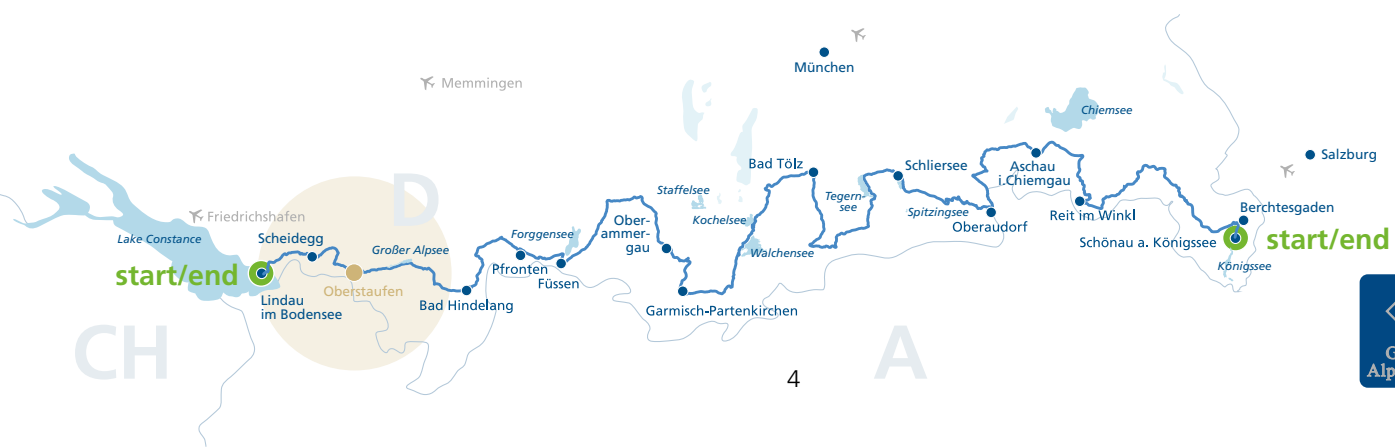 München
Memmingen
Chiemsee
Salzburg
D
Bad Tölz
Schliersee
Aschau
i.Chiemgau
Staffelsee
Tegern-
see
Spitzingsee
Kochelsee
Friedrichshafen
Lake Constance
Scheidegg
Großer Alpsee
Forggensee
Ober-
ammer-
gau
Walchensee
Oberaudorf
Reit im Winkl
Berchtesgaden
Schönau a. Königssee
start/end
Königssee
start/end
Pfronten
Füssen
Oberstaufen
Lindau
im Bodensee
Bad Hindelang
Garmisch-Partenkirchen
CH
A
4